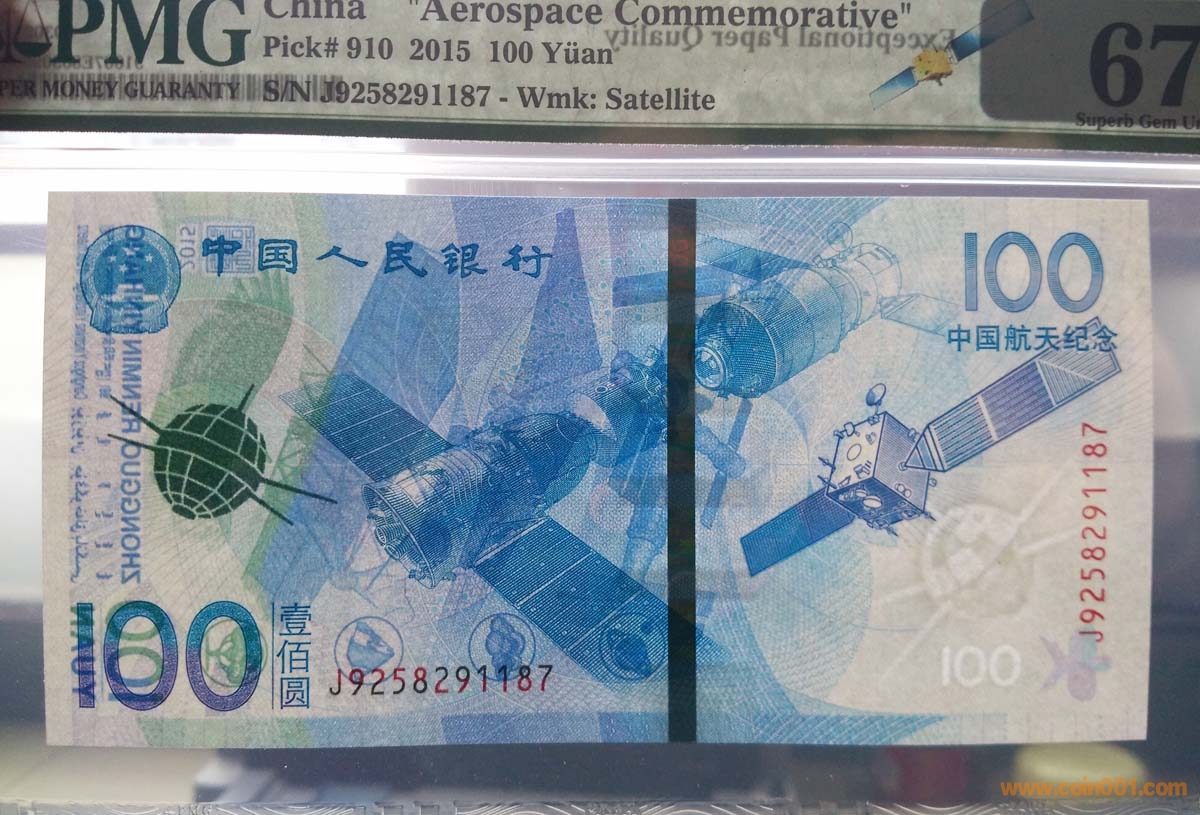 China "Aerospace Commemorative"
PMG
Pick# 910 2015 100 Yüan
Exceptional Paper Quality
67
PER MONEY GUARANTY
S/N J9258291187 - Wmk: Satellite
Superb Gem Un
2015
中国人民银行
100
中国航天纪念
ZHONGGUO RENMIN YINHANG
J9258291187
100
壹佰圆
YUAN
J9258291187
100
www.coin001.com